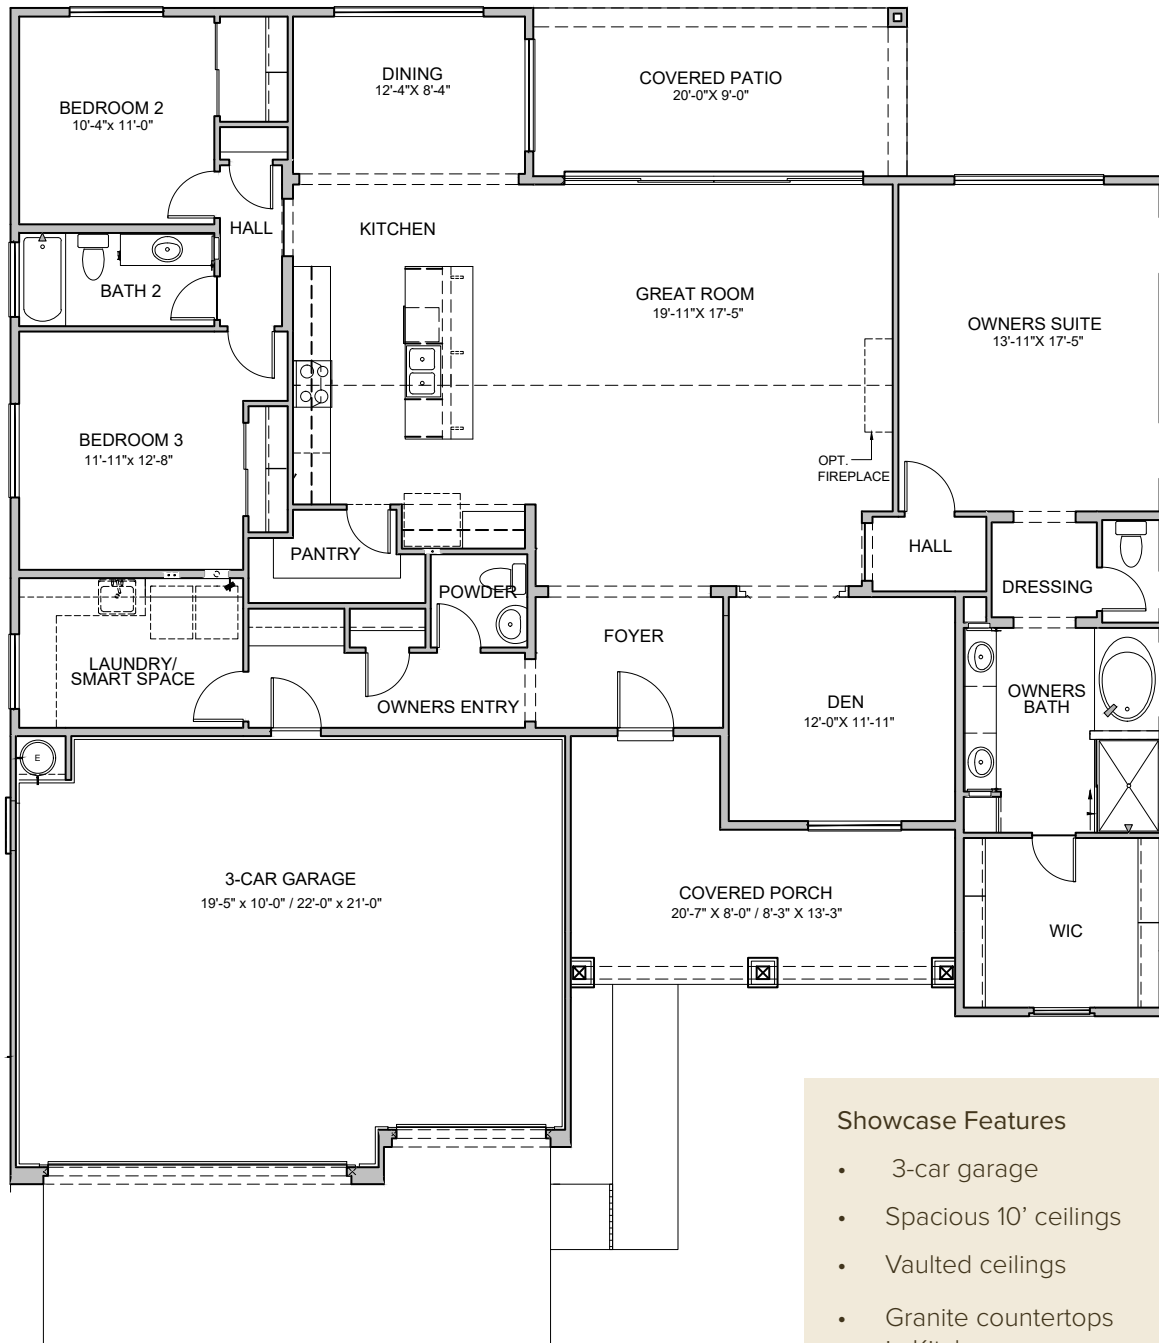 DINING
12'-4"X 8'-4"
COVERED PATIO
20'-0"X 9'-0"
BEDROOM 2
10'-4"x 11'-0"
HALL
KITCHEN
BATH 2
GREAT ROOM
19'-11"X 17'-5"
OWNERS SUITE
13'-11"X 17'-5"
BEDROOM 3
11'-11"x 12'-8"
OPT.
FIREPLACE
PANTRY
HALL
POWDER
DRESSING
FOYER
LAUNDRY/
SMART SPACE
OWNERS ENTRY
DEN
12'-0"X 11'-11"
OWNERS
BATH
E
3-CAR GARAGE
19'-5" x 10'-0" / 22'-0" x 21'-0"
COVERED PORCH
20'-7" X 8'-0" / 8'-3" X 13'-3"
WIC
Showcase Features
• 3-car garage
• Spacious 10’ ceilings
• Vaulted ceilings
• Granite countertops